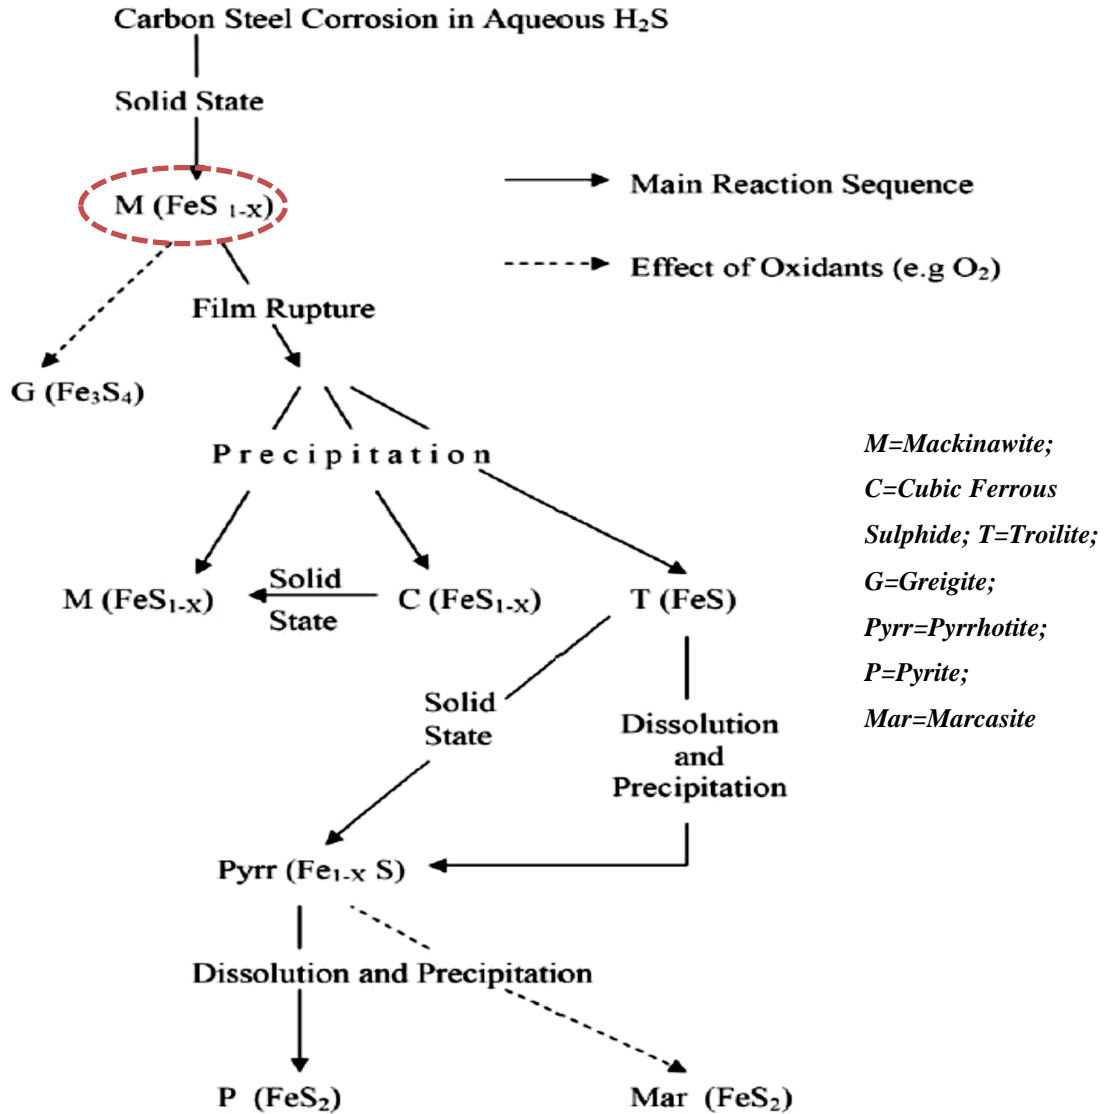 Carbon Steel Corrosion in Aqueous H₂S
Solid State
M (FeS ₁₋ₓ)
Main Reaction Sequence
Effect of Oxidants (e.g O₂)
Film Rupture
G (Fe₃S₄)
Precipitation
M=Mackinawite;
C=Cubic Ferrous
Sulphide; T=Troilite;
G=Greigite;
Pyrr=Pyrrhotite;
P=Pyrite;
Mar=Marcasite
M (FeS₁₋ₓ)
Solid
State
C (FeS₁₋ₓ)
T (FeS)
Solid
State
Dissolution
and
Precipitation
Pyrr (Fe₁₋ₓ S)
Dissolution and Precipitation
P (FeS₂)
Mar (FeS₂)